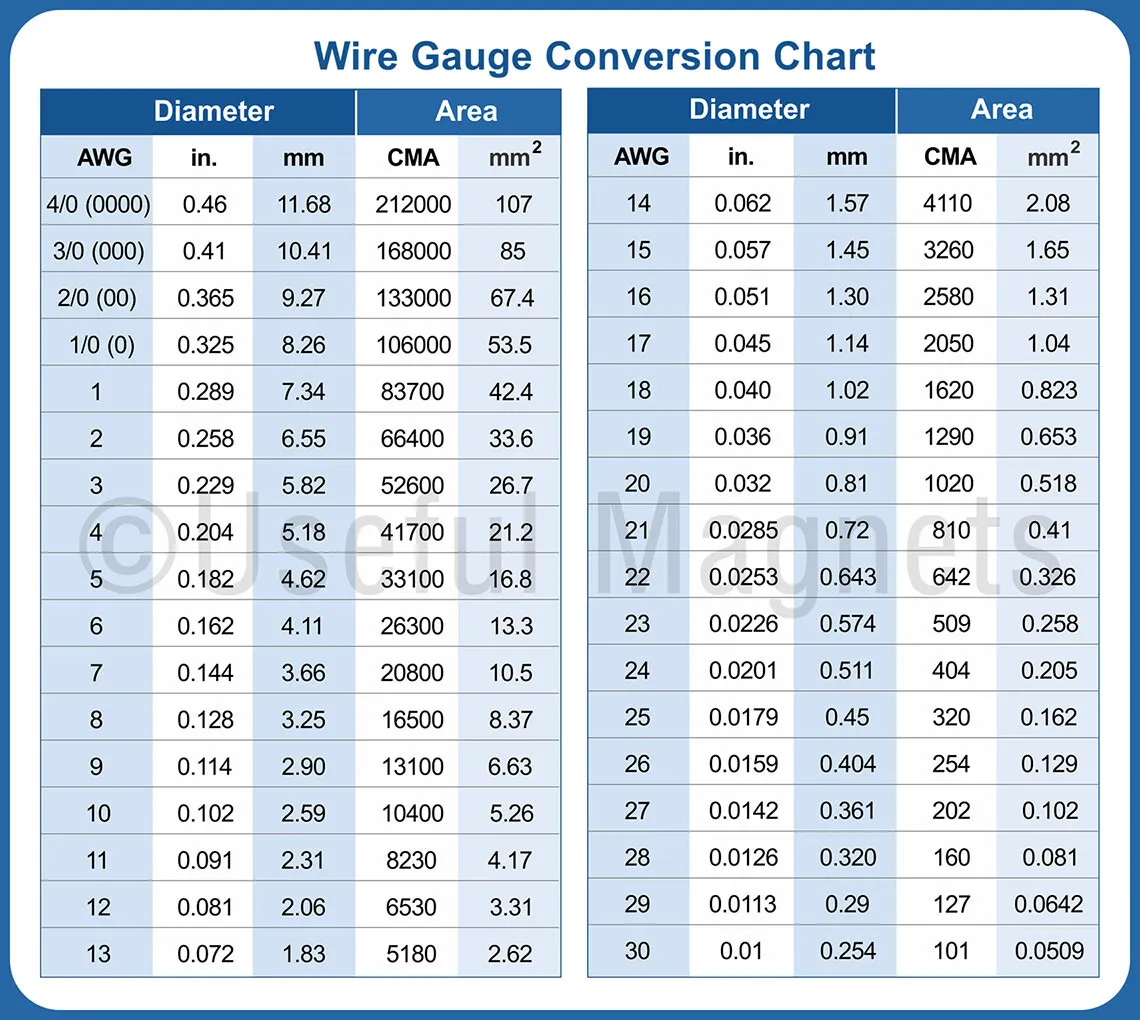 Wire Gauge Conversion Chart
Diameter Area
AWG in. mm CMA mm²
4/0 (0000) 0.46 11.68 212000 107
3/0 (000) 0.41 10.41 168000 85
2/0 (00) 0.365 9.27 133000 67.4
1/0 (0) 0.325 8.26 106000 53.5
1 0.289 7.34 83700 42.4
2 0.258 6.55 66400 33.6
3 0.229 5.82 52600 26.7
4 0.204 5.18 41700 21.2
5 0.182 4.62 33100 16.8
6 0.162 4.11 26300 13.3
7 0.144 3.66 20800 10.5
8 0.128 3.25 16500 8.37
9 0.114 2.90 13100 6.63
10 0.102 2.59 10400 5.26
11 0.091 2.31 8230 4.17
12 0.081 2.06 6530 3.31
13 0.072 1.83 5180 2.62
Diameter Area
AWG in. mm CMA mm²
14 0.062 1.57 4110 2.08
15 0.057 1.45 3260 1.65
16 0.051 1.30 2580 1.31
17 0.045 1.14 2050 1.04
18 0.040 1.02 1620 0.823
19 0.036 0.91 1290 0.653
20 0.032 0.81 1020 0.518
21 0.0285 0.72 810 0.41
22 0.0253 0.643 642 0.326
23 0.0226 0.574 509 0.258
24 0.0201 0.511 404 0.205
25 0.0179 0.45 320 0.162
26 0.0159 0.404 254 0.129
27 0.0142 0.361 202 0.102
28 0.0126 0.320 160 0.081
29 0.0113 0.29 127 0.0642
30 0.01 0.254 101 0.0509
©Useful Magnets